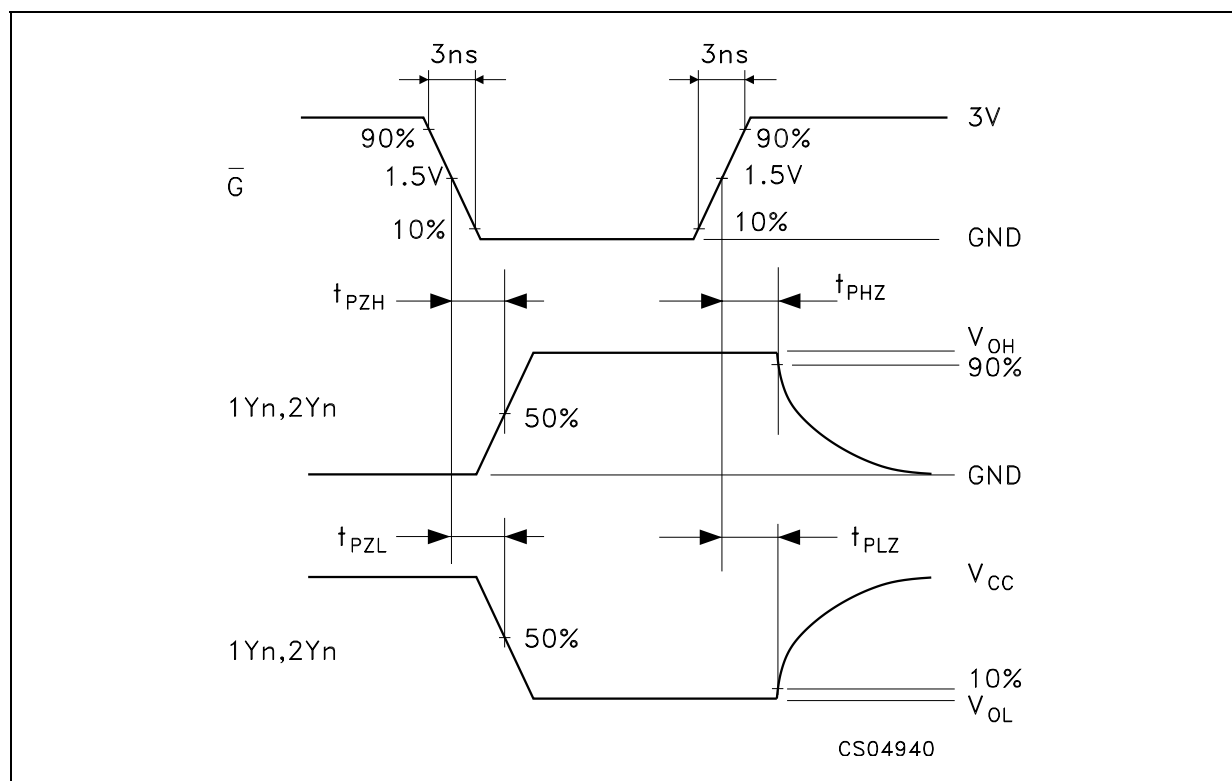 3ns 3ns
3V
90% 90%
G̅ 1.5V 1.5V
10% 10%
GND
tPZH tPHZ
VOH
90%
1Yn,2Yn 50%
GND
tPZL tPLZ
VCC
1Yn,2Yn 50%
10%
VOL
CS04940